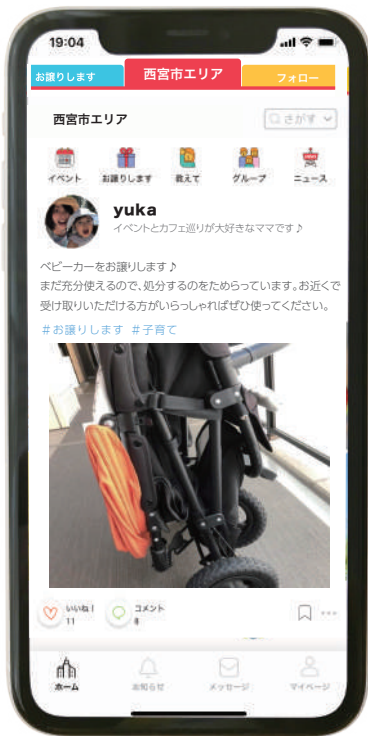 19:04
お譲りします 西宮市エリア フォロー
西宮市エリア さがす
イベント お譲りします 教えて グループ ニュース
yuka
イベントとカフェ巡りが大好きなママです♪
ベビーカーをお譲りします♪
まだ充分使えるので、処分するのをためらっています。お近くで
受け取りいただける方がいらっしゃればぜひ使ってください。
#お譲りします #子育て
いいね! コメント
11 8
ホーム お知らせ メッセージ マイページ